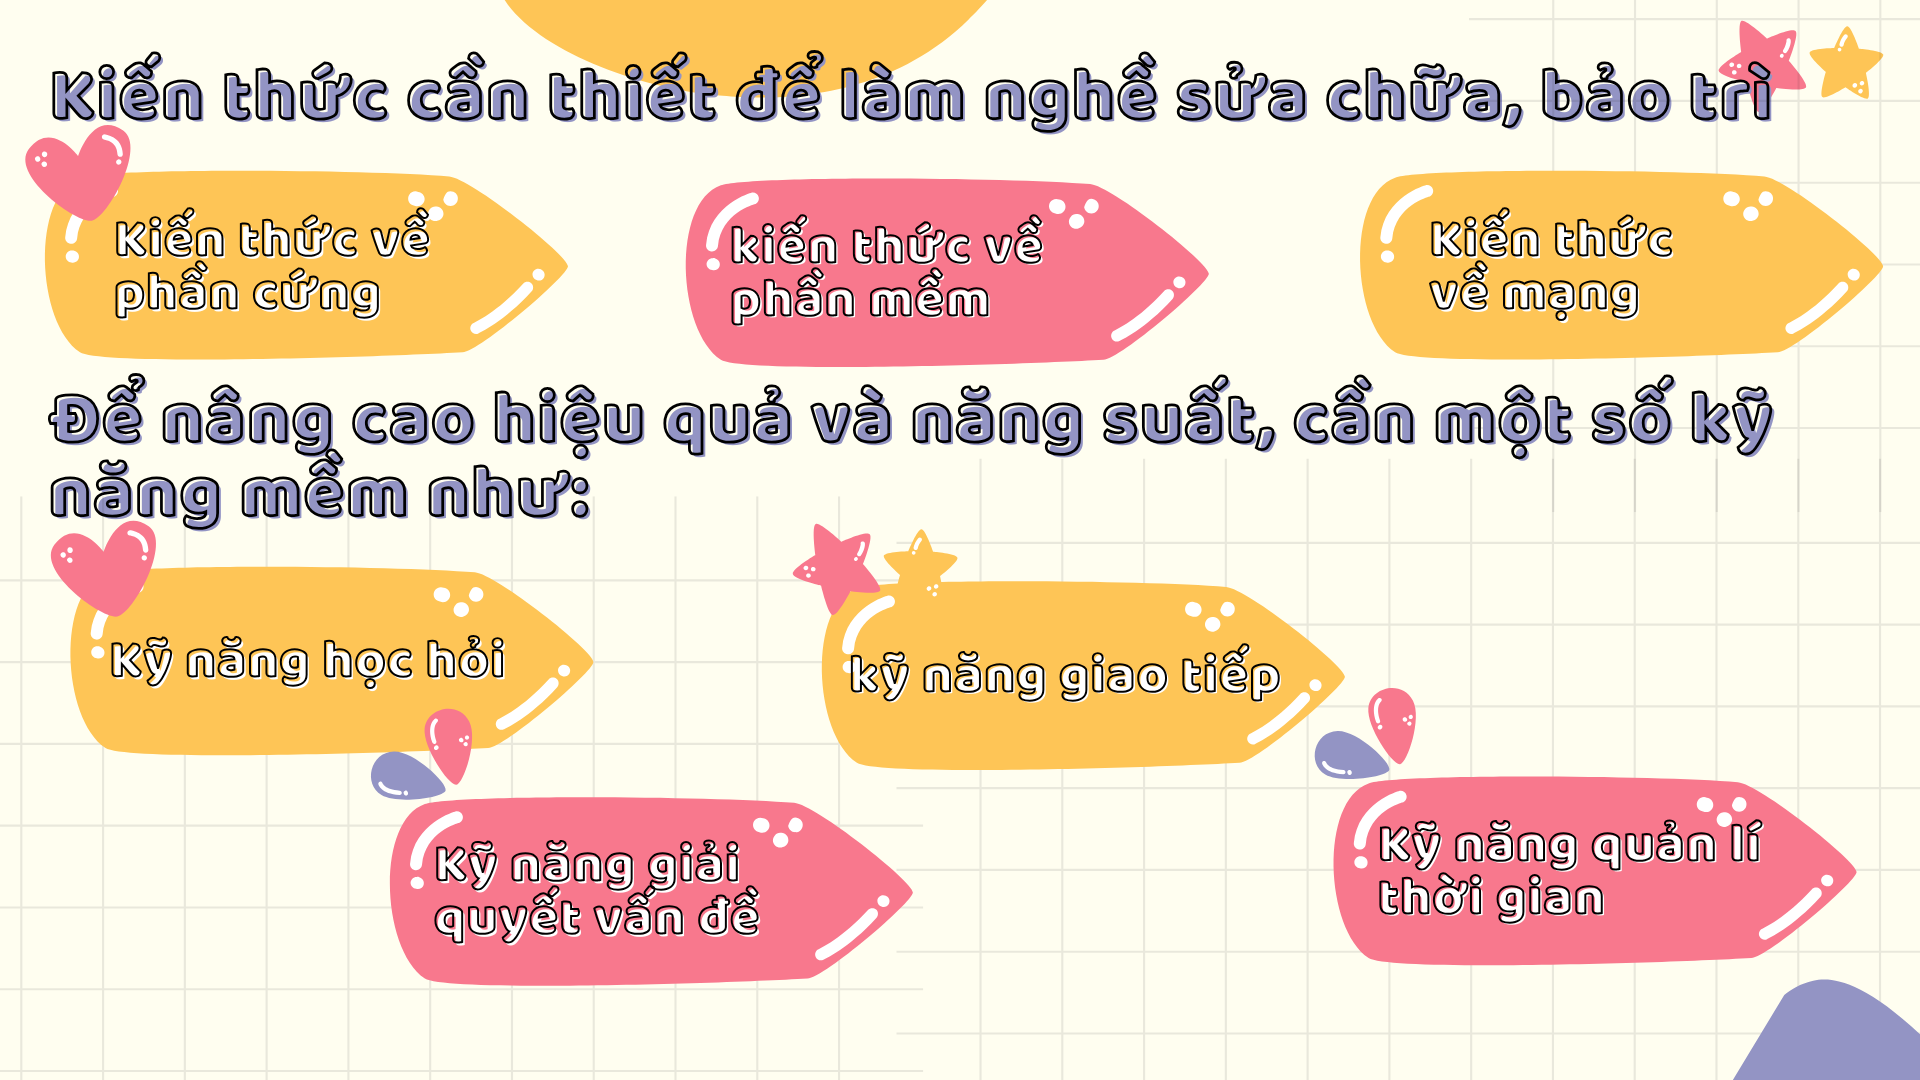 Kiến thức cần thiết để làm nghề sửa chữa, bảo trì
Kiến thức về
phần cứng
kiến thức về
phần mềm
Kiến thức
về mạng
Để nâng cao hiệu quả và năng suất, cần một số kỹ
năng mềm như:
Kỹ năng học hỏi
kỹ năng giao tiếp
Kỹ năng giải
quyết vấn đề
Kỹ năng quản lí
thời gian